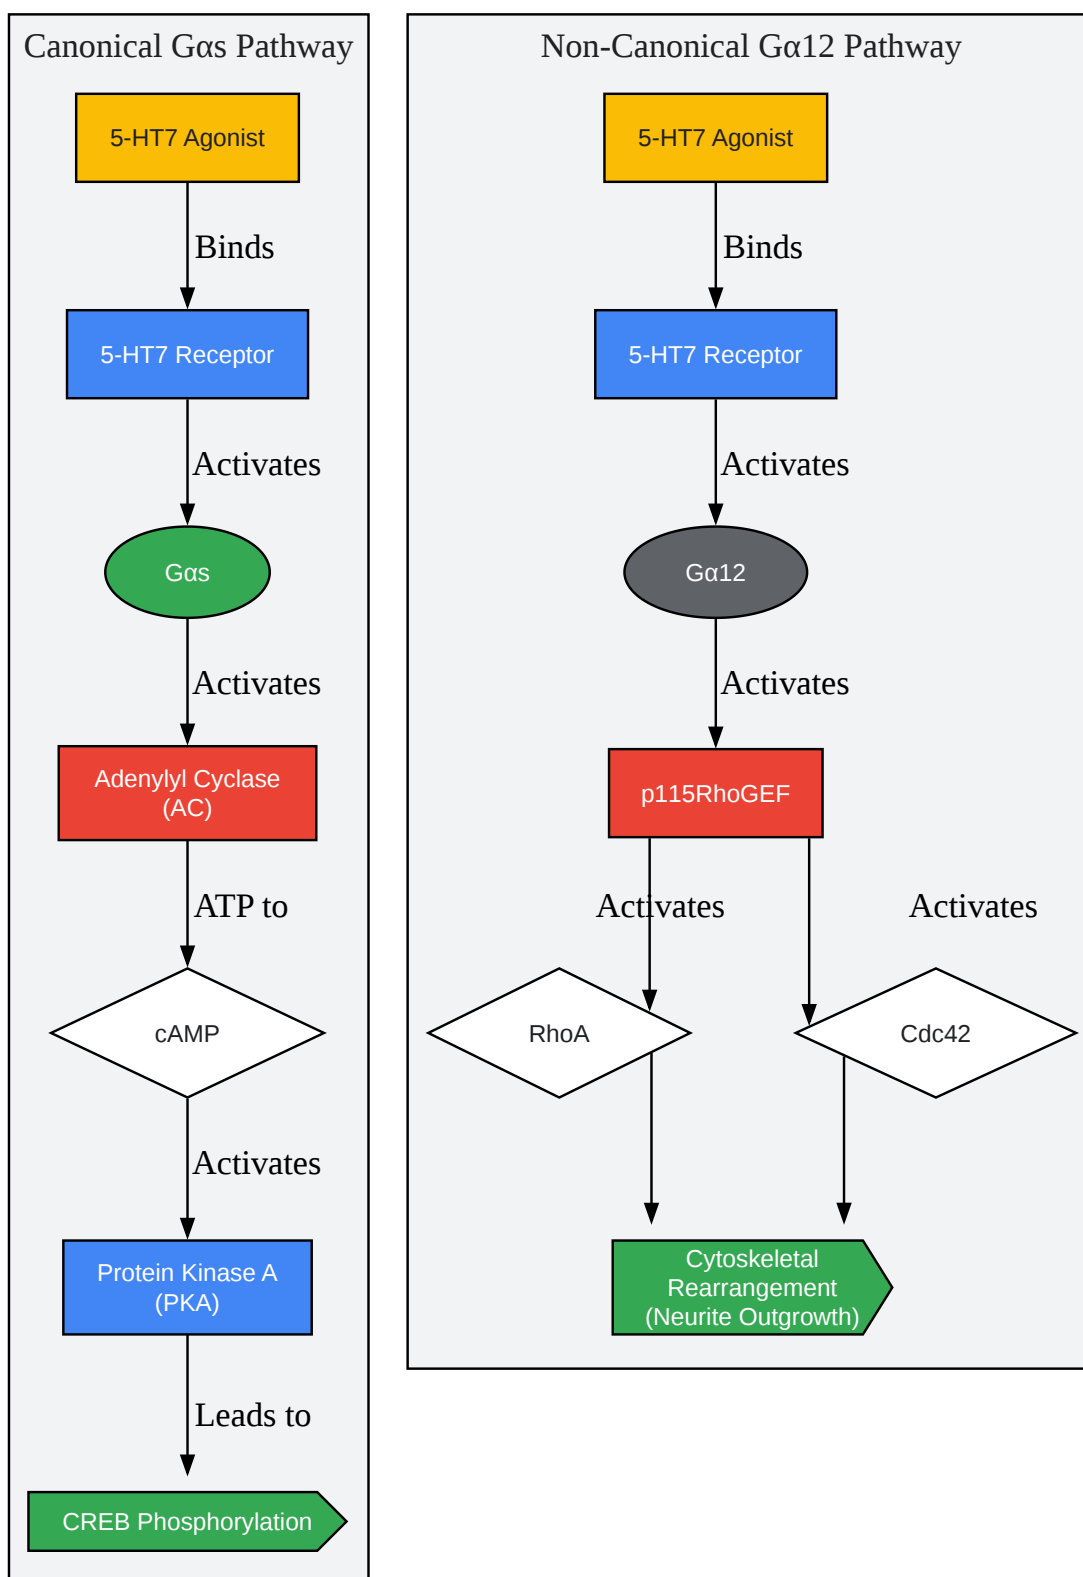 Canonical Gαs Pathway
5-HT7 Agonist
Binds
5-HT7 Receptor
Activates
Gαs
Activates
Adenylyl Cyclase
(AC)
ATP to
cAMP
Activates
Protein Kinase A
(PKA)
Leads to
CREB Phosphorylation
Non-Canonical Gα12 Pathway
5-HT7 Agonist
Binds
5-HT7 Receptor
Activates
Gα12
Activates
p115RhoGEF
Activates
Activates
RhoA
Cdc42
Cytoskeletal
Rearrangement
(Neurite Outgrowth)